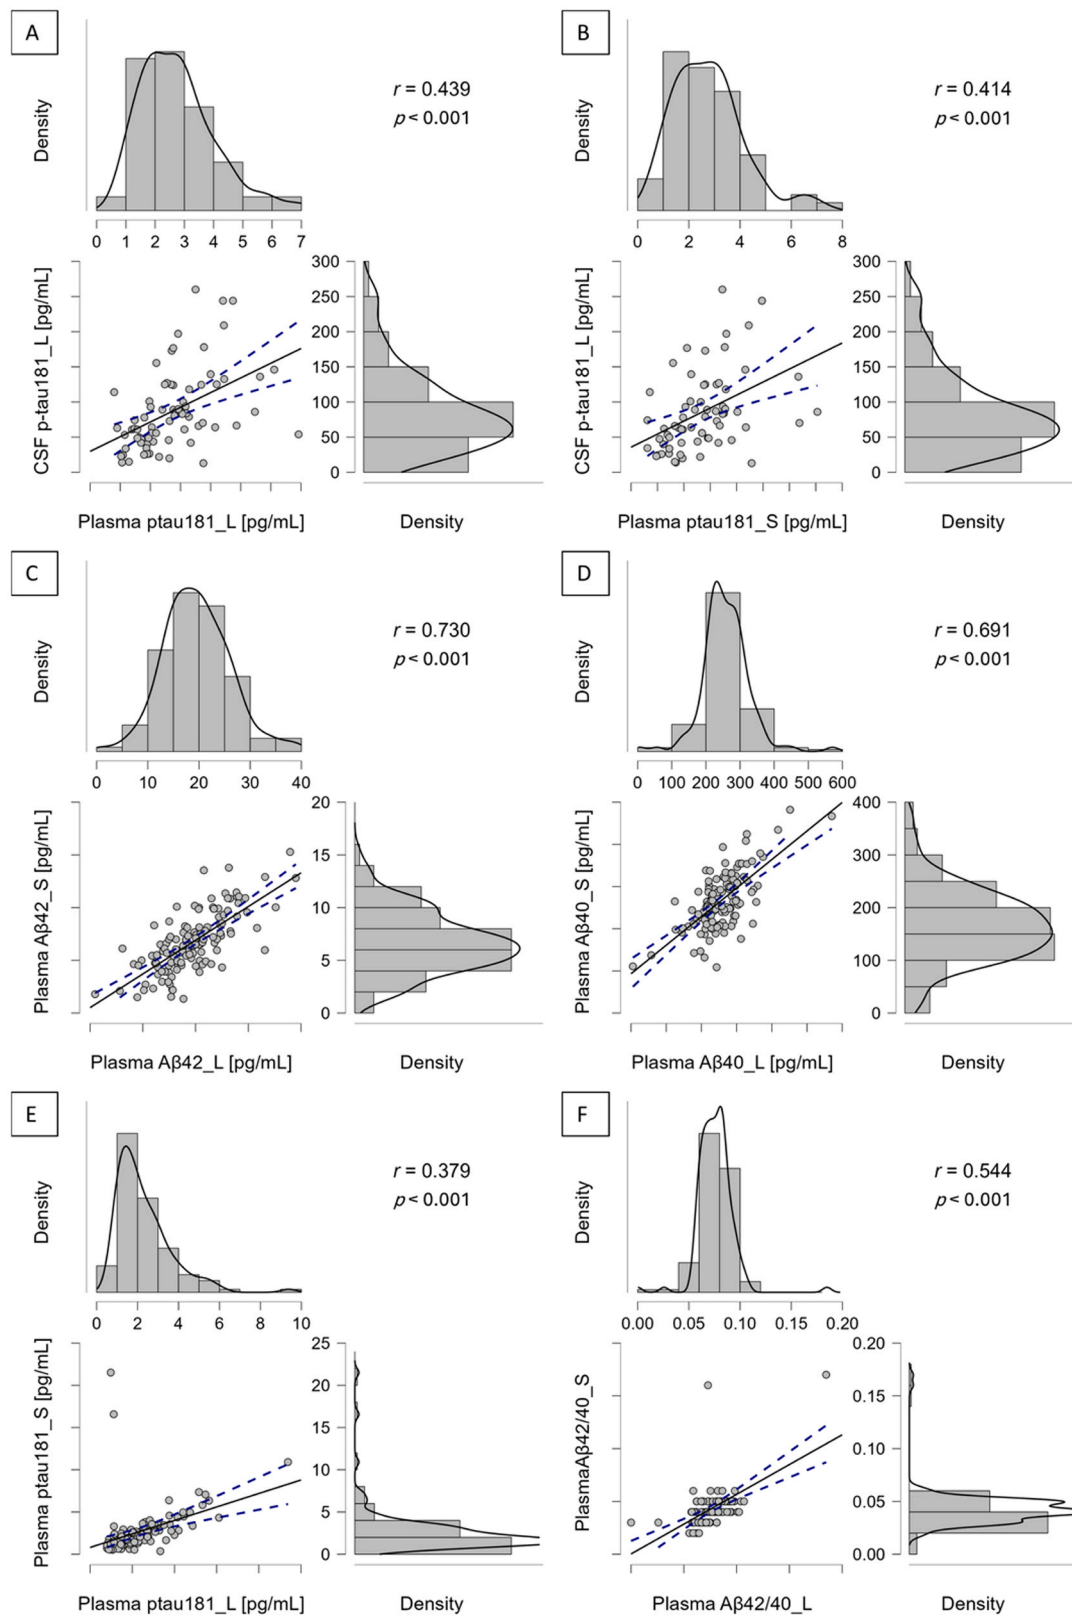 A
Density
r = 0.439
p < 0.001
0 1 2 3 4 5 6 7
CSF p-tau181_L [pg/mL]
300
250
200
150
100
50
0
Plasma ptau181_L [pg/mL]
Density
B
Density
r = 0.414
p < 0.001
0 2 4 6 8
CSF p-tau181_L [pg/mL]
300
250
200
150
100
50
0
Plasma ptau181_S [pg/mL]
Density
C
Density
r = 0.730
p < 0.001
0 10 20 30 40
Plasma Aβ42_S [pg/mL]
20
15
10
5
0
Plasma Aβ42_L [pg/mL]
Density
D
Density
r = 0.691
p < 0.001
0 100 200 300 400 500 600
Plasma Aβ40_S [pg/mL]
400
300
200
100
0
Plasma Aβ40_L [pg/mL]
Density
E
Density
r = 0.379
p < 0.001
0 2 4 6 8 10
Plasma ptau181_S [pg/mL]
25
20
15
10
5
0
Plasma ptau181_L [pg/mL]
Density
F
Density
r = 0.544
p < 0.001
0.00 0.05 0.10 0.15 0.20
PlasmaAβ42/40_S
0.20
0.15
0.10
0.05
0.00
Plasma Aβ42/40_L
Density